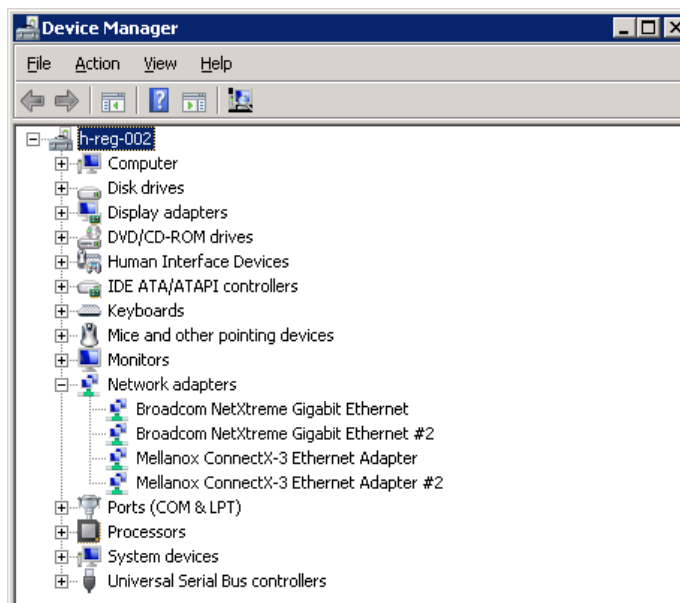 Device Manager
File Action View Help
h-reg-002
Computer
Disk drives
Display adapters
DVD/CD-ROM drives
Human Interface Devices
IDE ATA/ATAPI controllers
Keyboards
Mice and other pointing devices
Monitors
Network adapters
Broadcom NetXtreme Gigabit Ethernet
Broadcom NetXtreme Gigabit Ethernet #2
Mellanox ConnectX-3 Ethernet Adapter
Mellanox ConnectX-3 Ethernet Adapter #2
Ports (COM & LPT)
Processors
System devices
Universal Serial Bus controllers